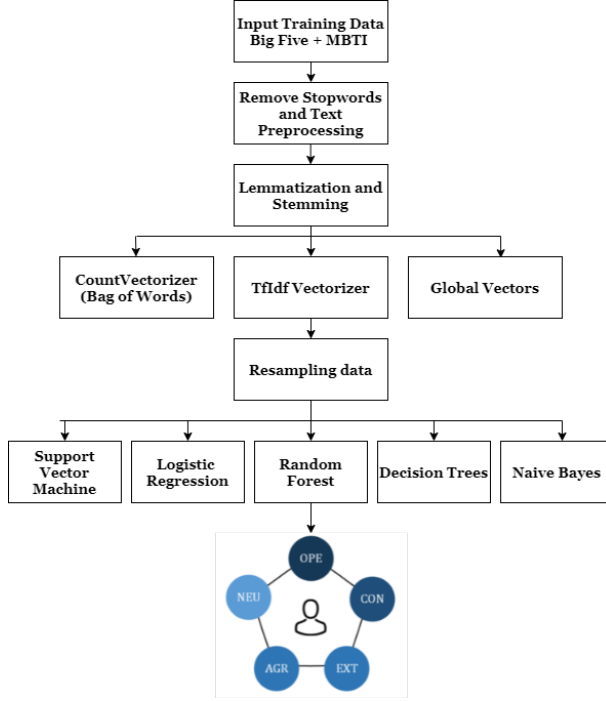 Input Training Data
Big Five + MBTI
Remove Stopwords
and Text
Preprocessing
Lemmatization and
Stemming
CountVectorizer
(Bag of Words)
TfIdf Vectorizer
Global Vectors
Resampling data
Support
Vector
Machine
Logistic
Regression
Random
Forest
Decision Trees
Naive Bayes
OPE
NEU
CON
AGR
EXT